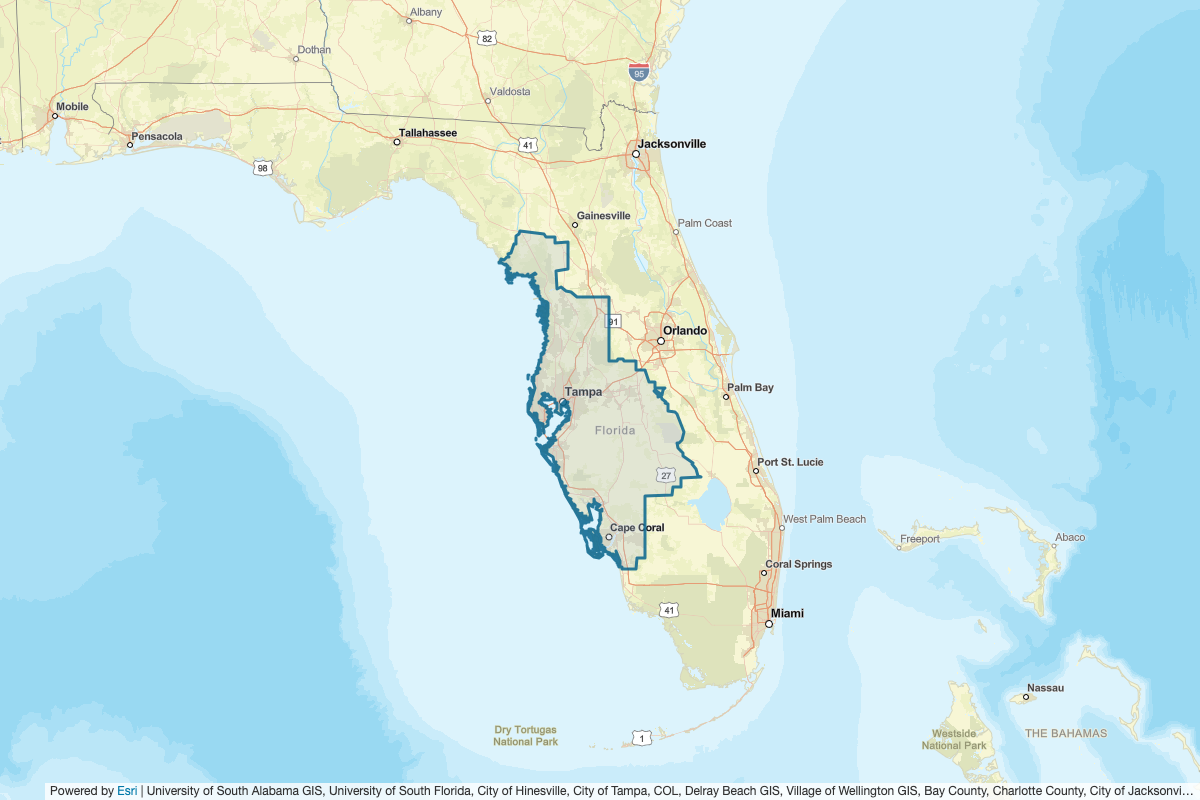 Albany
82
Dothan
95
Valdosta
Mobile
Pensacola
Tallahassee
41
Jacksonville
98
Gainesville
Palm Coast
91
Orlando
Palm Bay
Tampa
Florida
Port St. Lucie
27
West Palm Beach
Cape Coral
Freeport
Abaco
Coral Springs
41
Miami
Nassau
Dry Tortugas
National Park
1
Westside
National Park
THE BAHAMAS
Powered by Esri | University of South Alabama GIS, University of South Florida, City of Hinesville, City of Tampa, COL, Delray Beach GIS, Village of Wellington GIS, Bay County, Charlotte County, City of Jacksonvi…